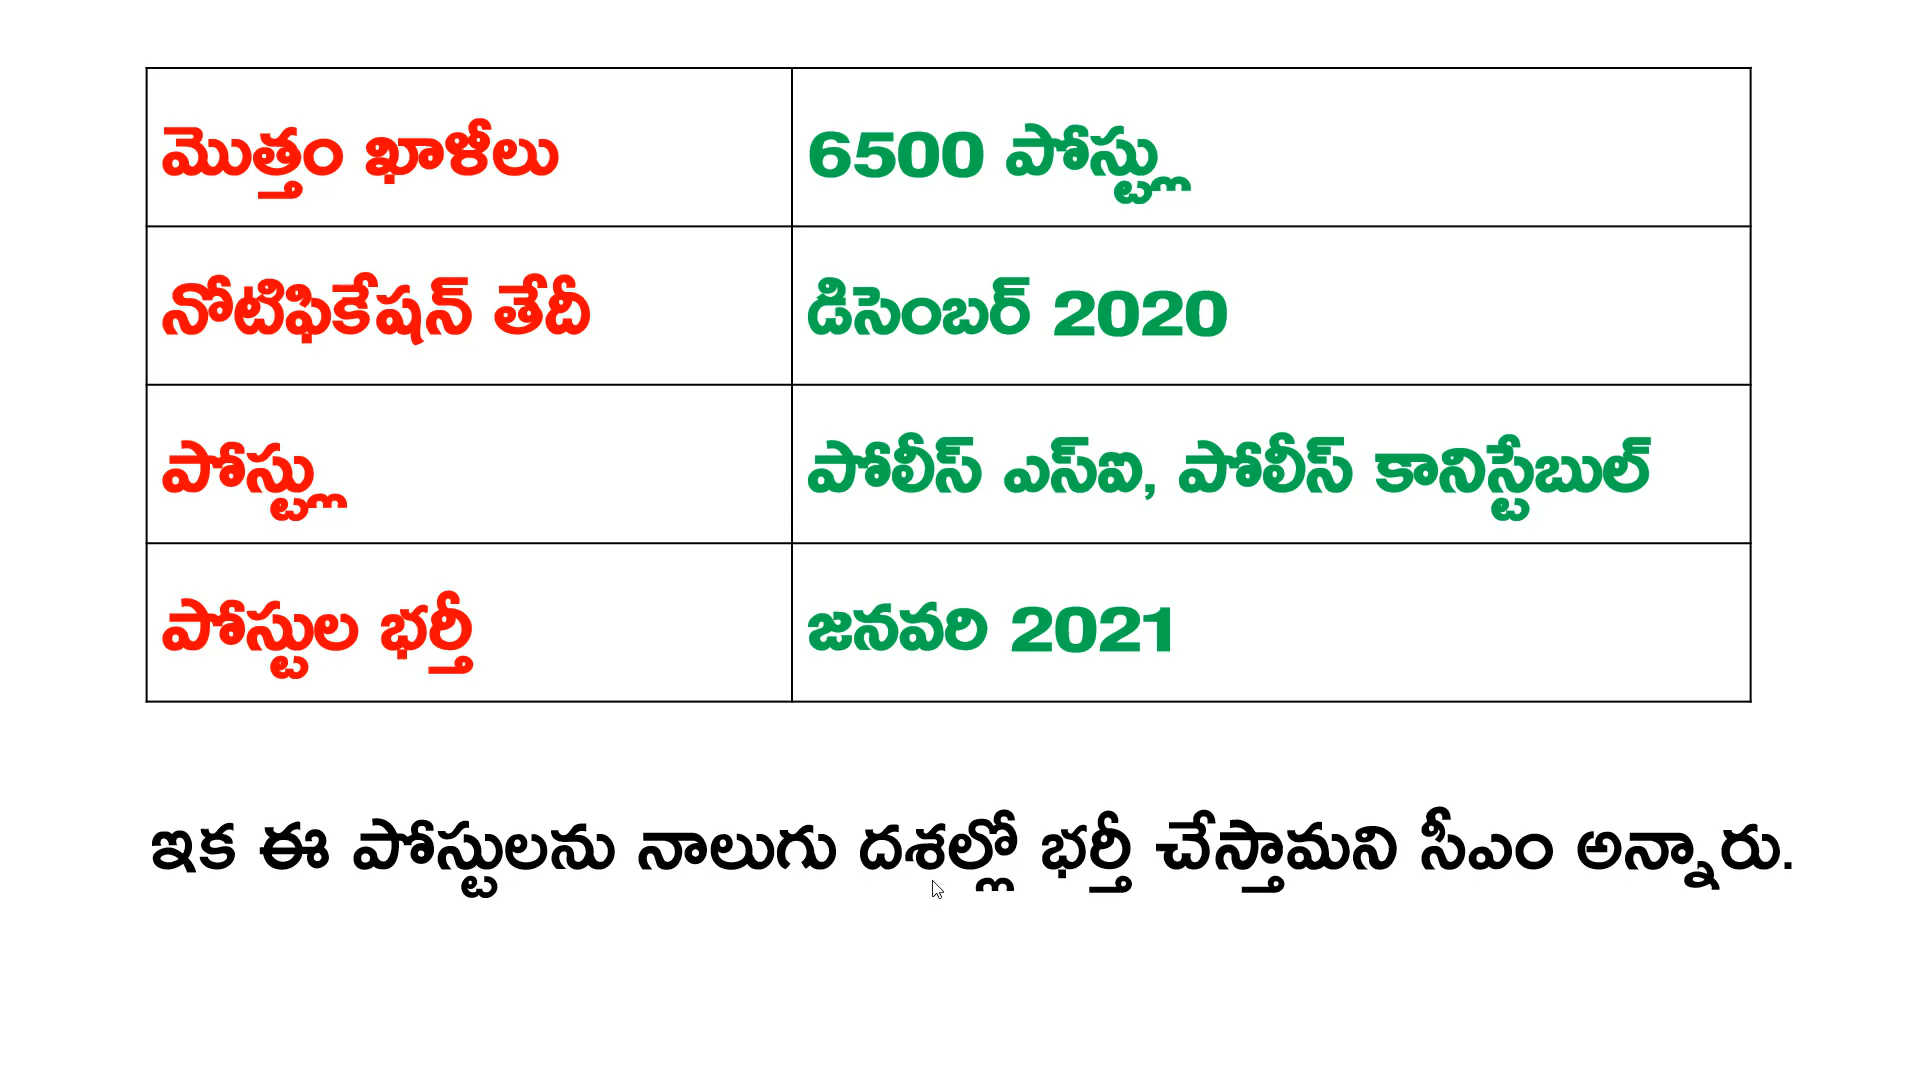 మొత్తం ఖాళీలు 6500 పోస్ట్లు
నోటిఫికేషన్ తేదీ డిసెంబర్ 2020
పోస్ట్లు పోలీస్ ఎస్ఐ, పోలీస్ కానిస్టేబుల్
పోస్టుల భర్తీ జనవరి 2021
ఇక ఈ పోస్టులను నాలుగు దశల్లో భర్తీ చేస్తామని సీఎం అన్నారు.